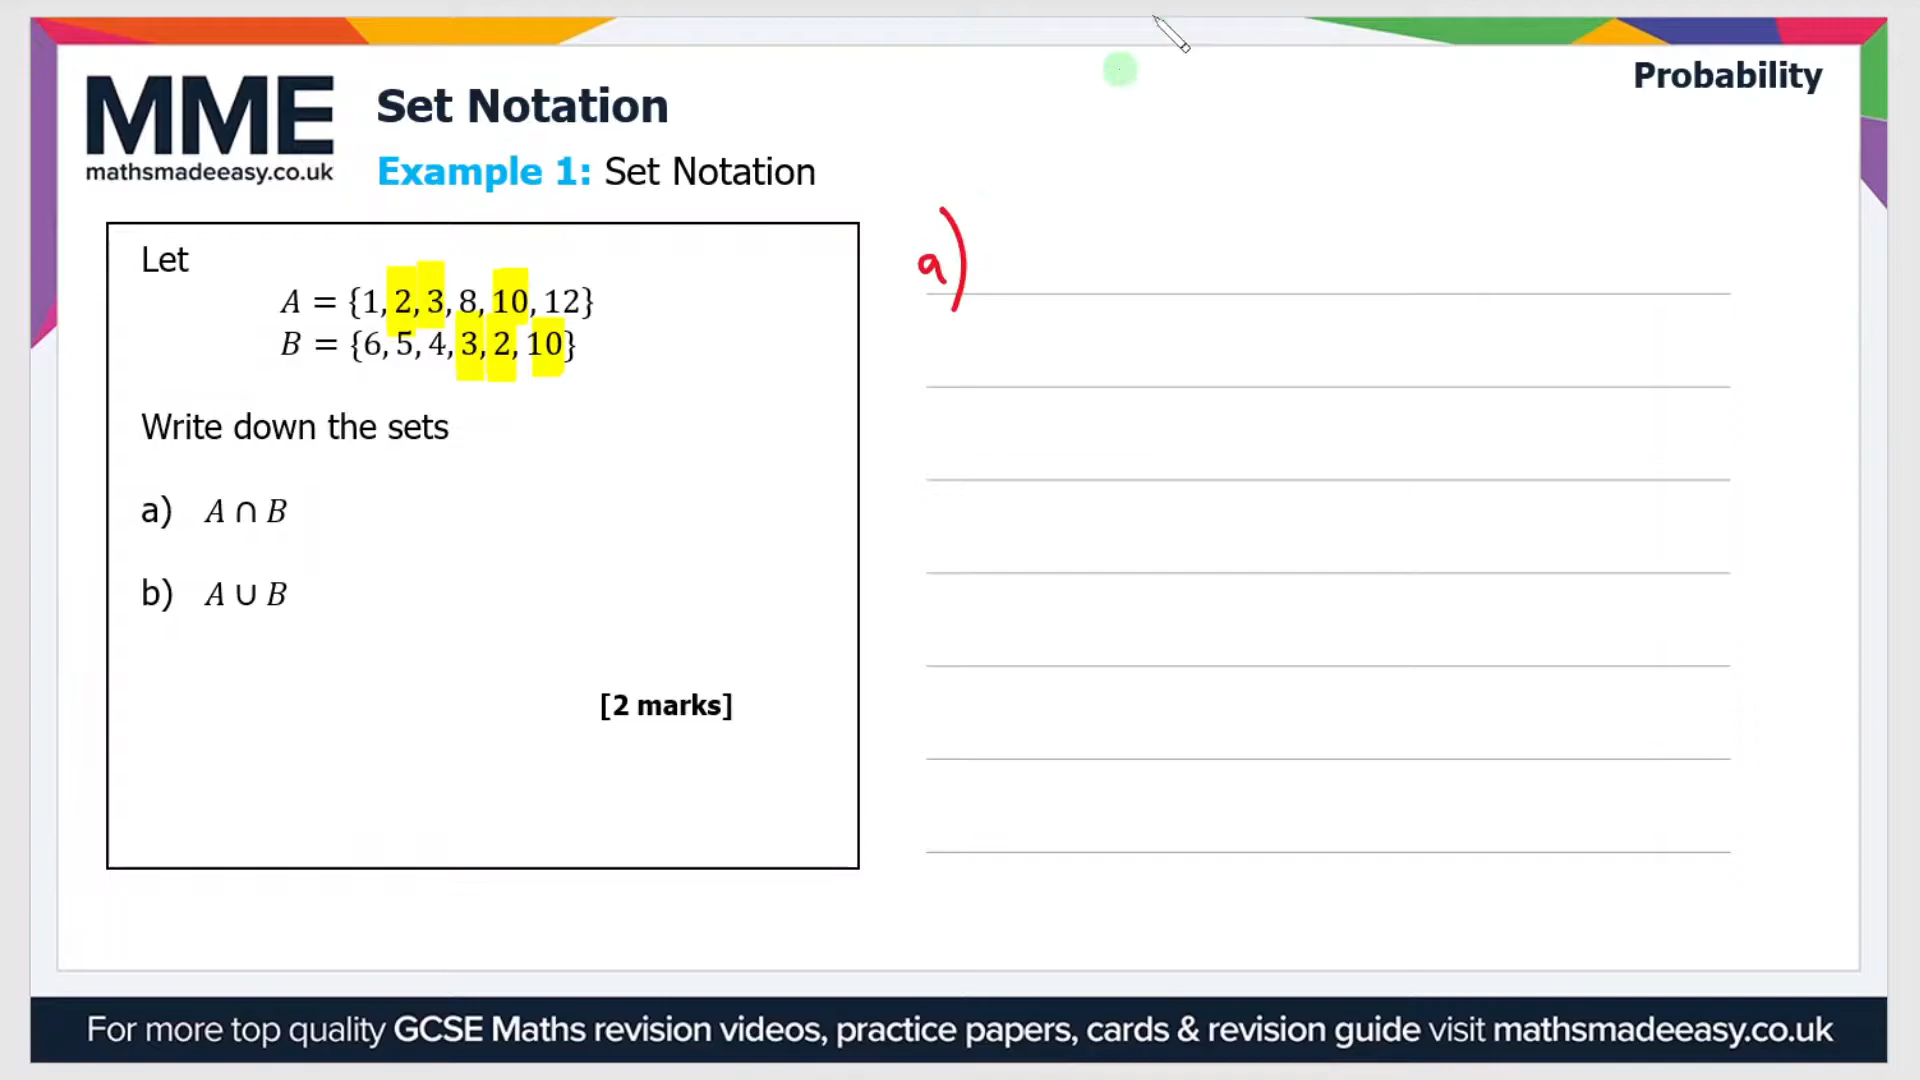 Probability
MME
mathsmadeeasy.co.uk
Set Notation
Example 1: Set Notation
Let
A = {1, 2, 3, 8, 10, 12}
B = {6, 5, 4, 3, 2, 10}
Write down the sets
a) A ∩ B
b) A ∪ B
[2 marks]
a)
For more top quality GCSE Maths revision videos, practice papers, cards & revision guide visit mathsmadeeasy.co.uk